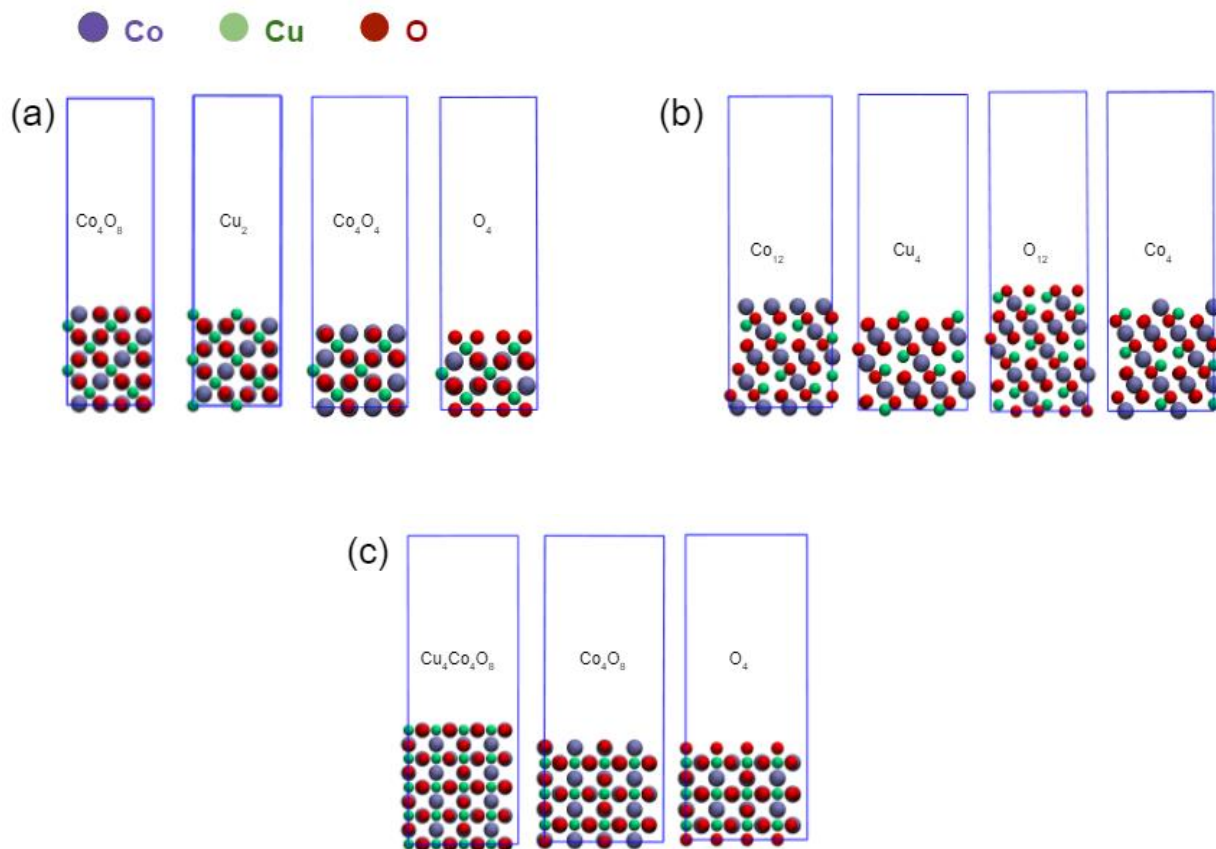 Co Cu O
(a) (b)
Co₄O₈ Cu₂ Co₄O₄ O₄
Co₁₂ Cu₄ O₁₂ Co₄
(c)
Cu₄Co₄O₈ Co₄O₈ O₄